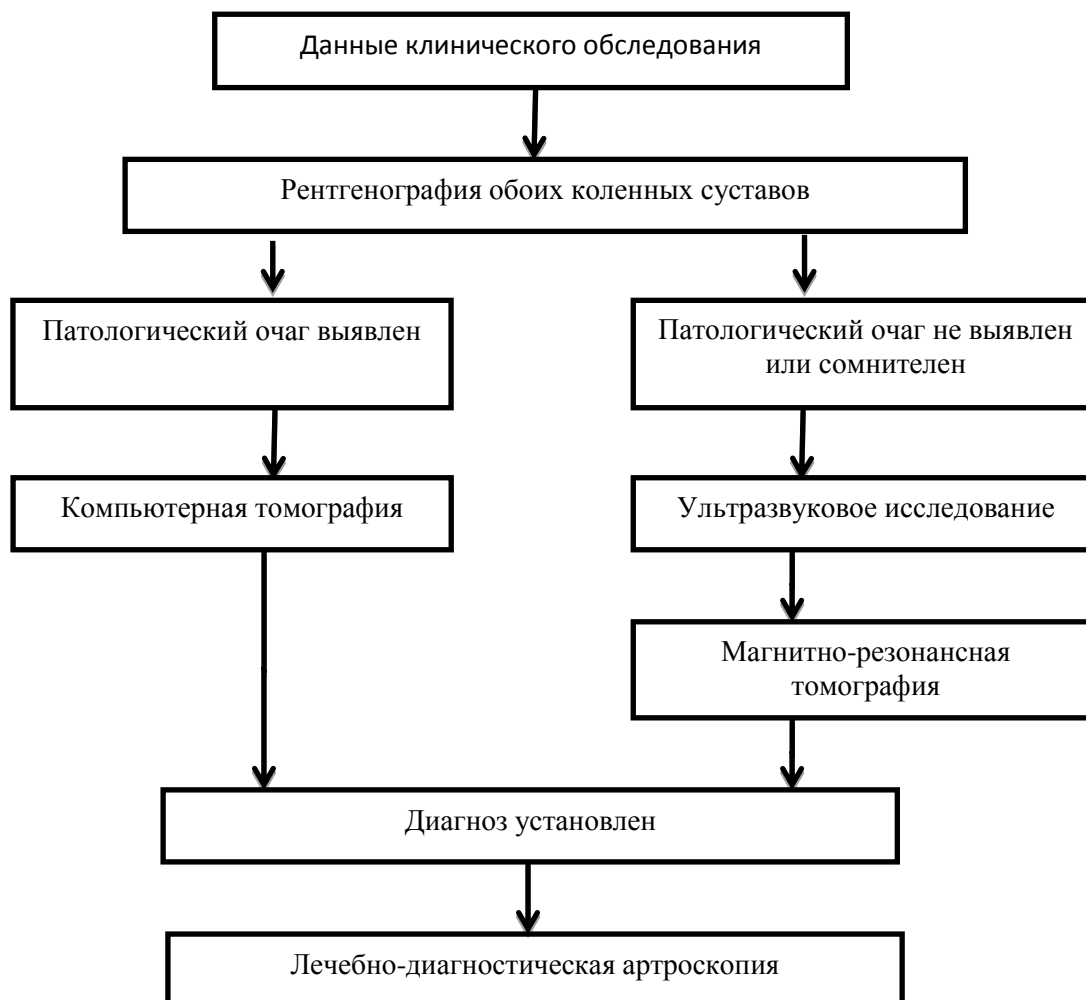 Данные клинического обследования
Рентгенография обоих коленных суставов
Патологический очаг выявлен
Патологический очаг не выявлен
или сомнителен
Компьютерная томография
Ультразвуковое исследование
Магнитно-резонансная
томография
Диагноз установлен
Лечебно-диагностическая артроскопия